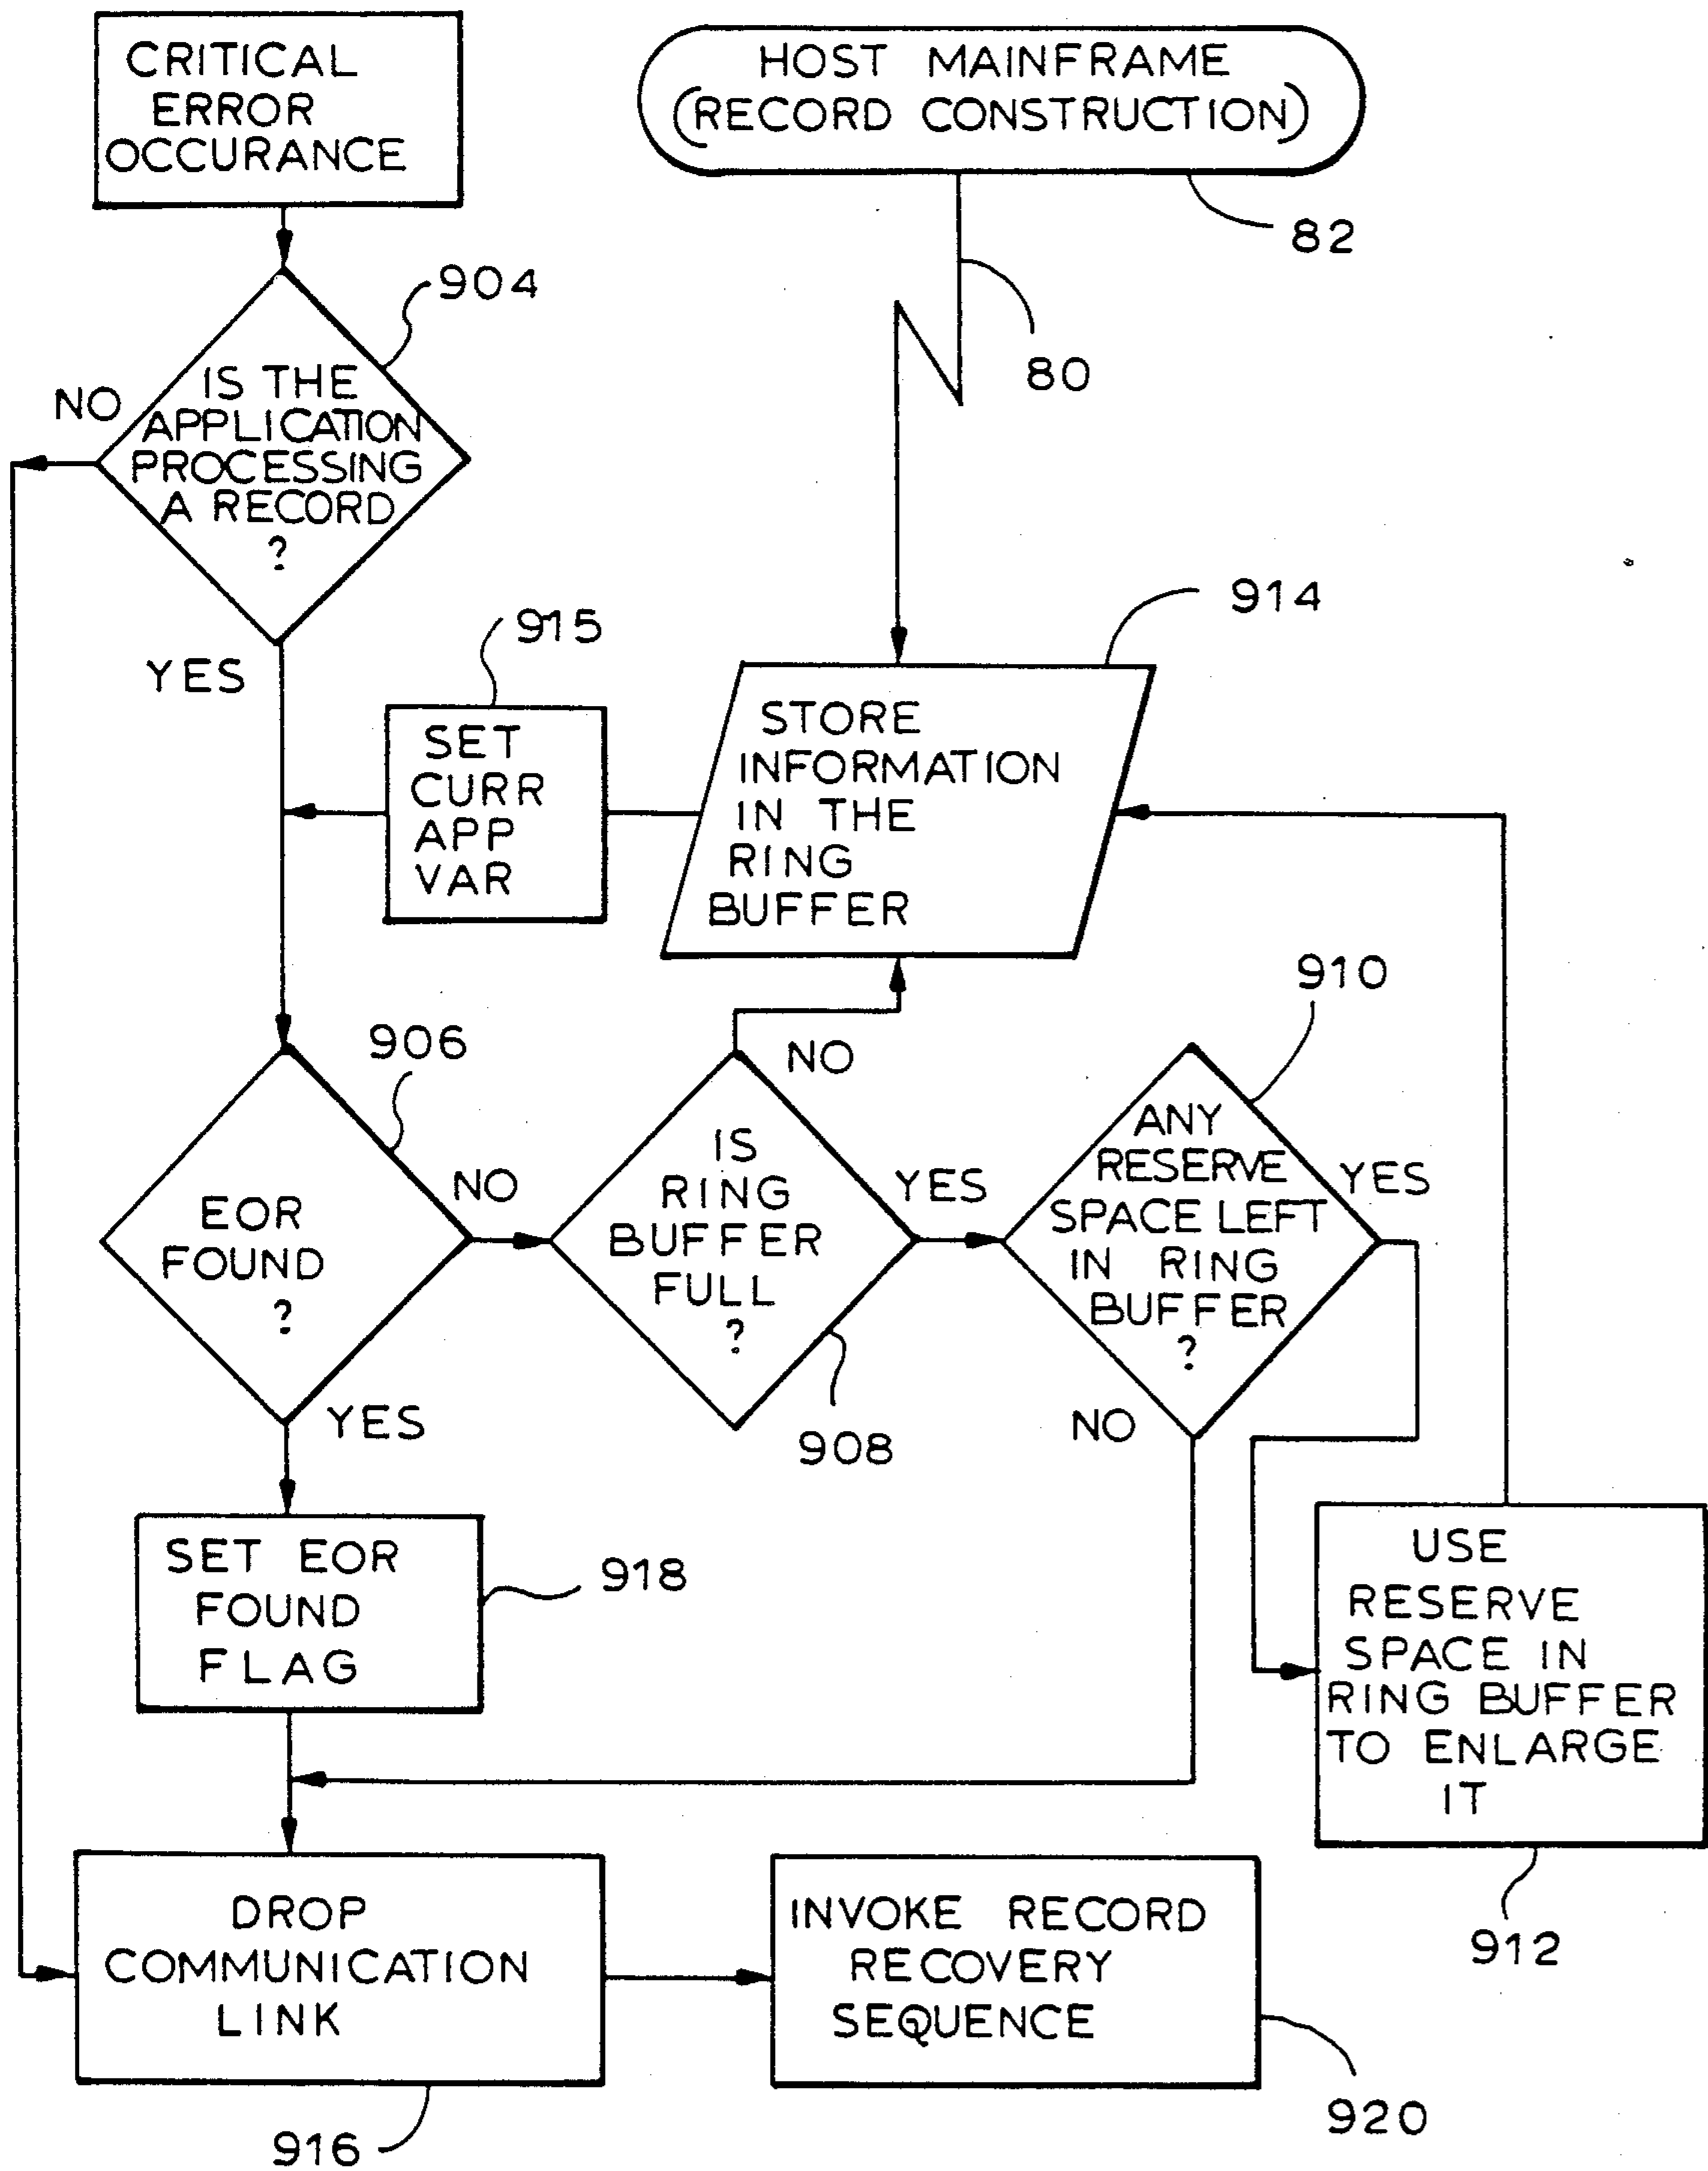 CRITICAL
ERROR
OCCURANCE
HOST MAINFRAME
(RECORD CONSTRUCTION)
82
80
904
IS THE
APPLICATION
PROCESSING
A RECORD
?
NO
YES
915
SET
CURR
APP
VAR
914
STORE
INFORMATION
IN THE
RING
BUFFER
906
EOR
FOUND
?
NO
YES
IS
RING
BUFFER
FULL
?
NO
YES
908
910
ANY
RESERVE
SPACE LEFT
IN RING
BUFFER
?
YES
NO
SET EOR
FOUND
FLAG
918
USE
RESERVE
SPACE IN
RING BUFFER
TO ENLARGE
IT
912
DROP
COMMUNICATION
LINK
916
INVOKE RECORD
RECOVERY
SEQUENCE
920